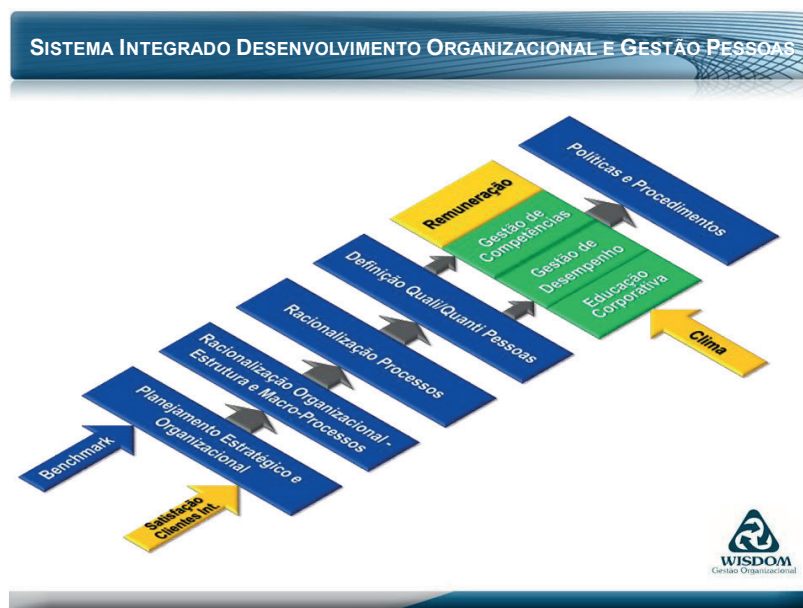 SISTEMA INTEGRADO DESENVOLVIMENTO ORGANIZACIONAL E GESTÃO PESSOAS
Políticas e Procedimentos
Remuneração
Gestão de
Competências
Gestão de
Desempenho
Educação
Corporativa
Clima
Definição Quali/Quanti Pessoas
Racionalização Processos
Racionalização Organizacional -
Estrutura e Macro-Processos
Planejamento Estratégico e
Organizacional
Benchmark
Satisfação
Clientes Int.
WISDOM
Gestão Organizacional